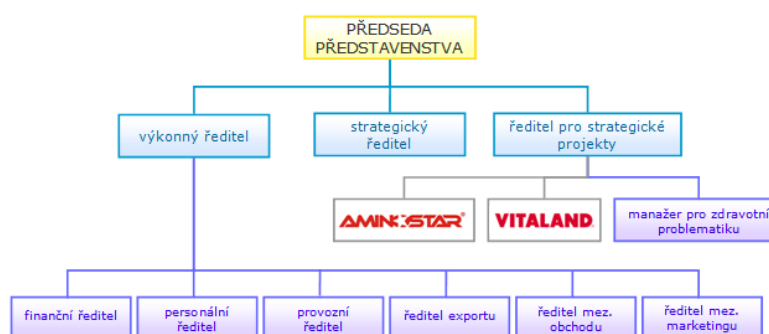 PŘEDSEDA
PŘEDSTAVENSTVA
výkonný ředitel
strategický
ředitel
ředitel pro strategické
projekty
AMINOSTAR®
VITALAND
manažer pro zdravotní
problematiku
finanční ředitel
personální
ředitel
provozní
ředitel
ředitel exportu
ředitel mez.
obchodu
ředitel mez.
marketingu